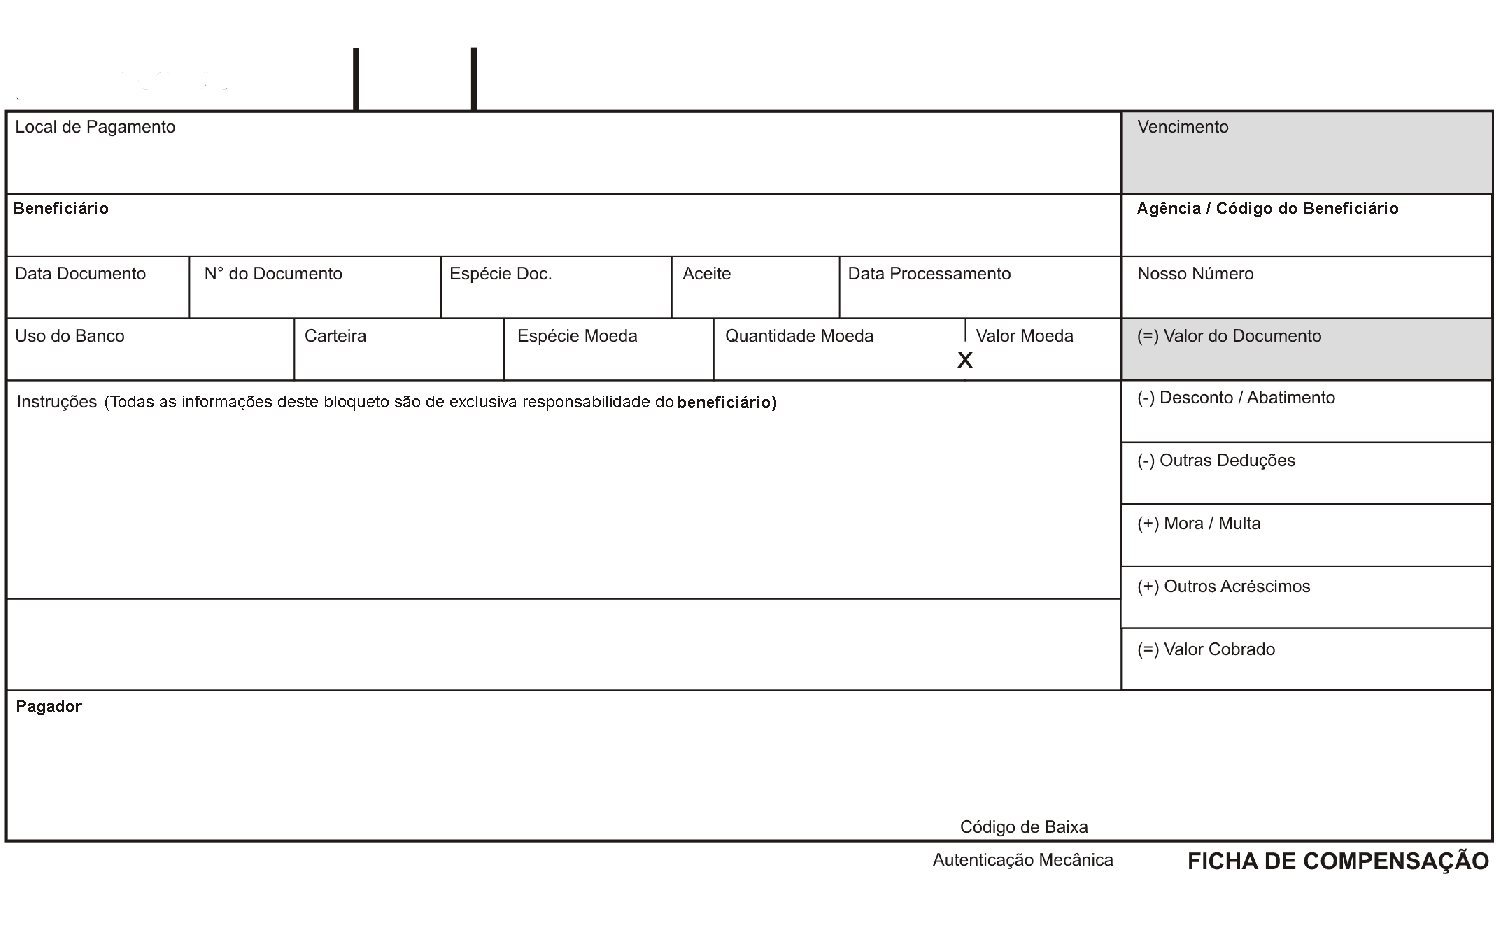 Local de Pagamento
Vencimento
Beneficiário
Agência / Código do Beneficiário
Data Documento
N° do Documento
Espécie Doc.
Aceite
Data Processamento
Nosso Número
Uso do Banco
Carteira
Espécie Moeda
Quantidade Moeda
X
Valor Moeda
(=) Valor do Documento
Instruções (Todas as informações deste bloqueto são de exclusiva responsabilidade do beneficiário)
(-) Desconto / Abatimento
(-) Outras Deduções
(+) Mora / Multa
(+) Outros Acréscimos
(=) Valor Cobrado
Pagador
Código de Baixa
Autenticação Mecânica
FICHA DE COMPENSAÇÃO